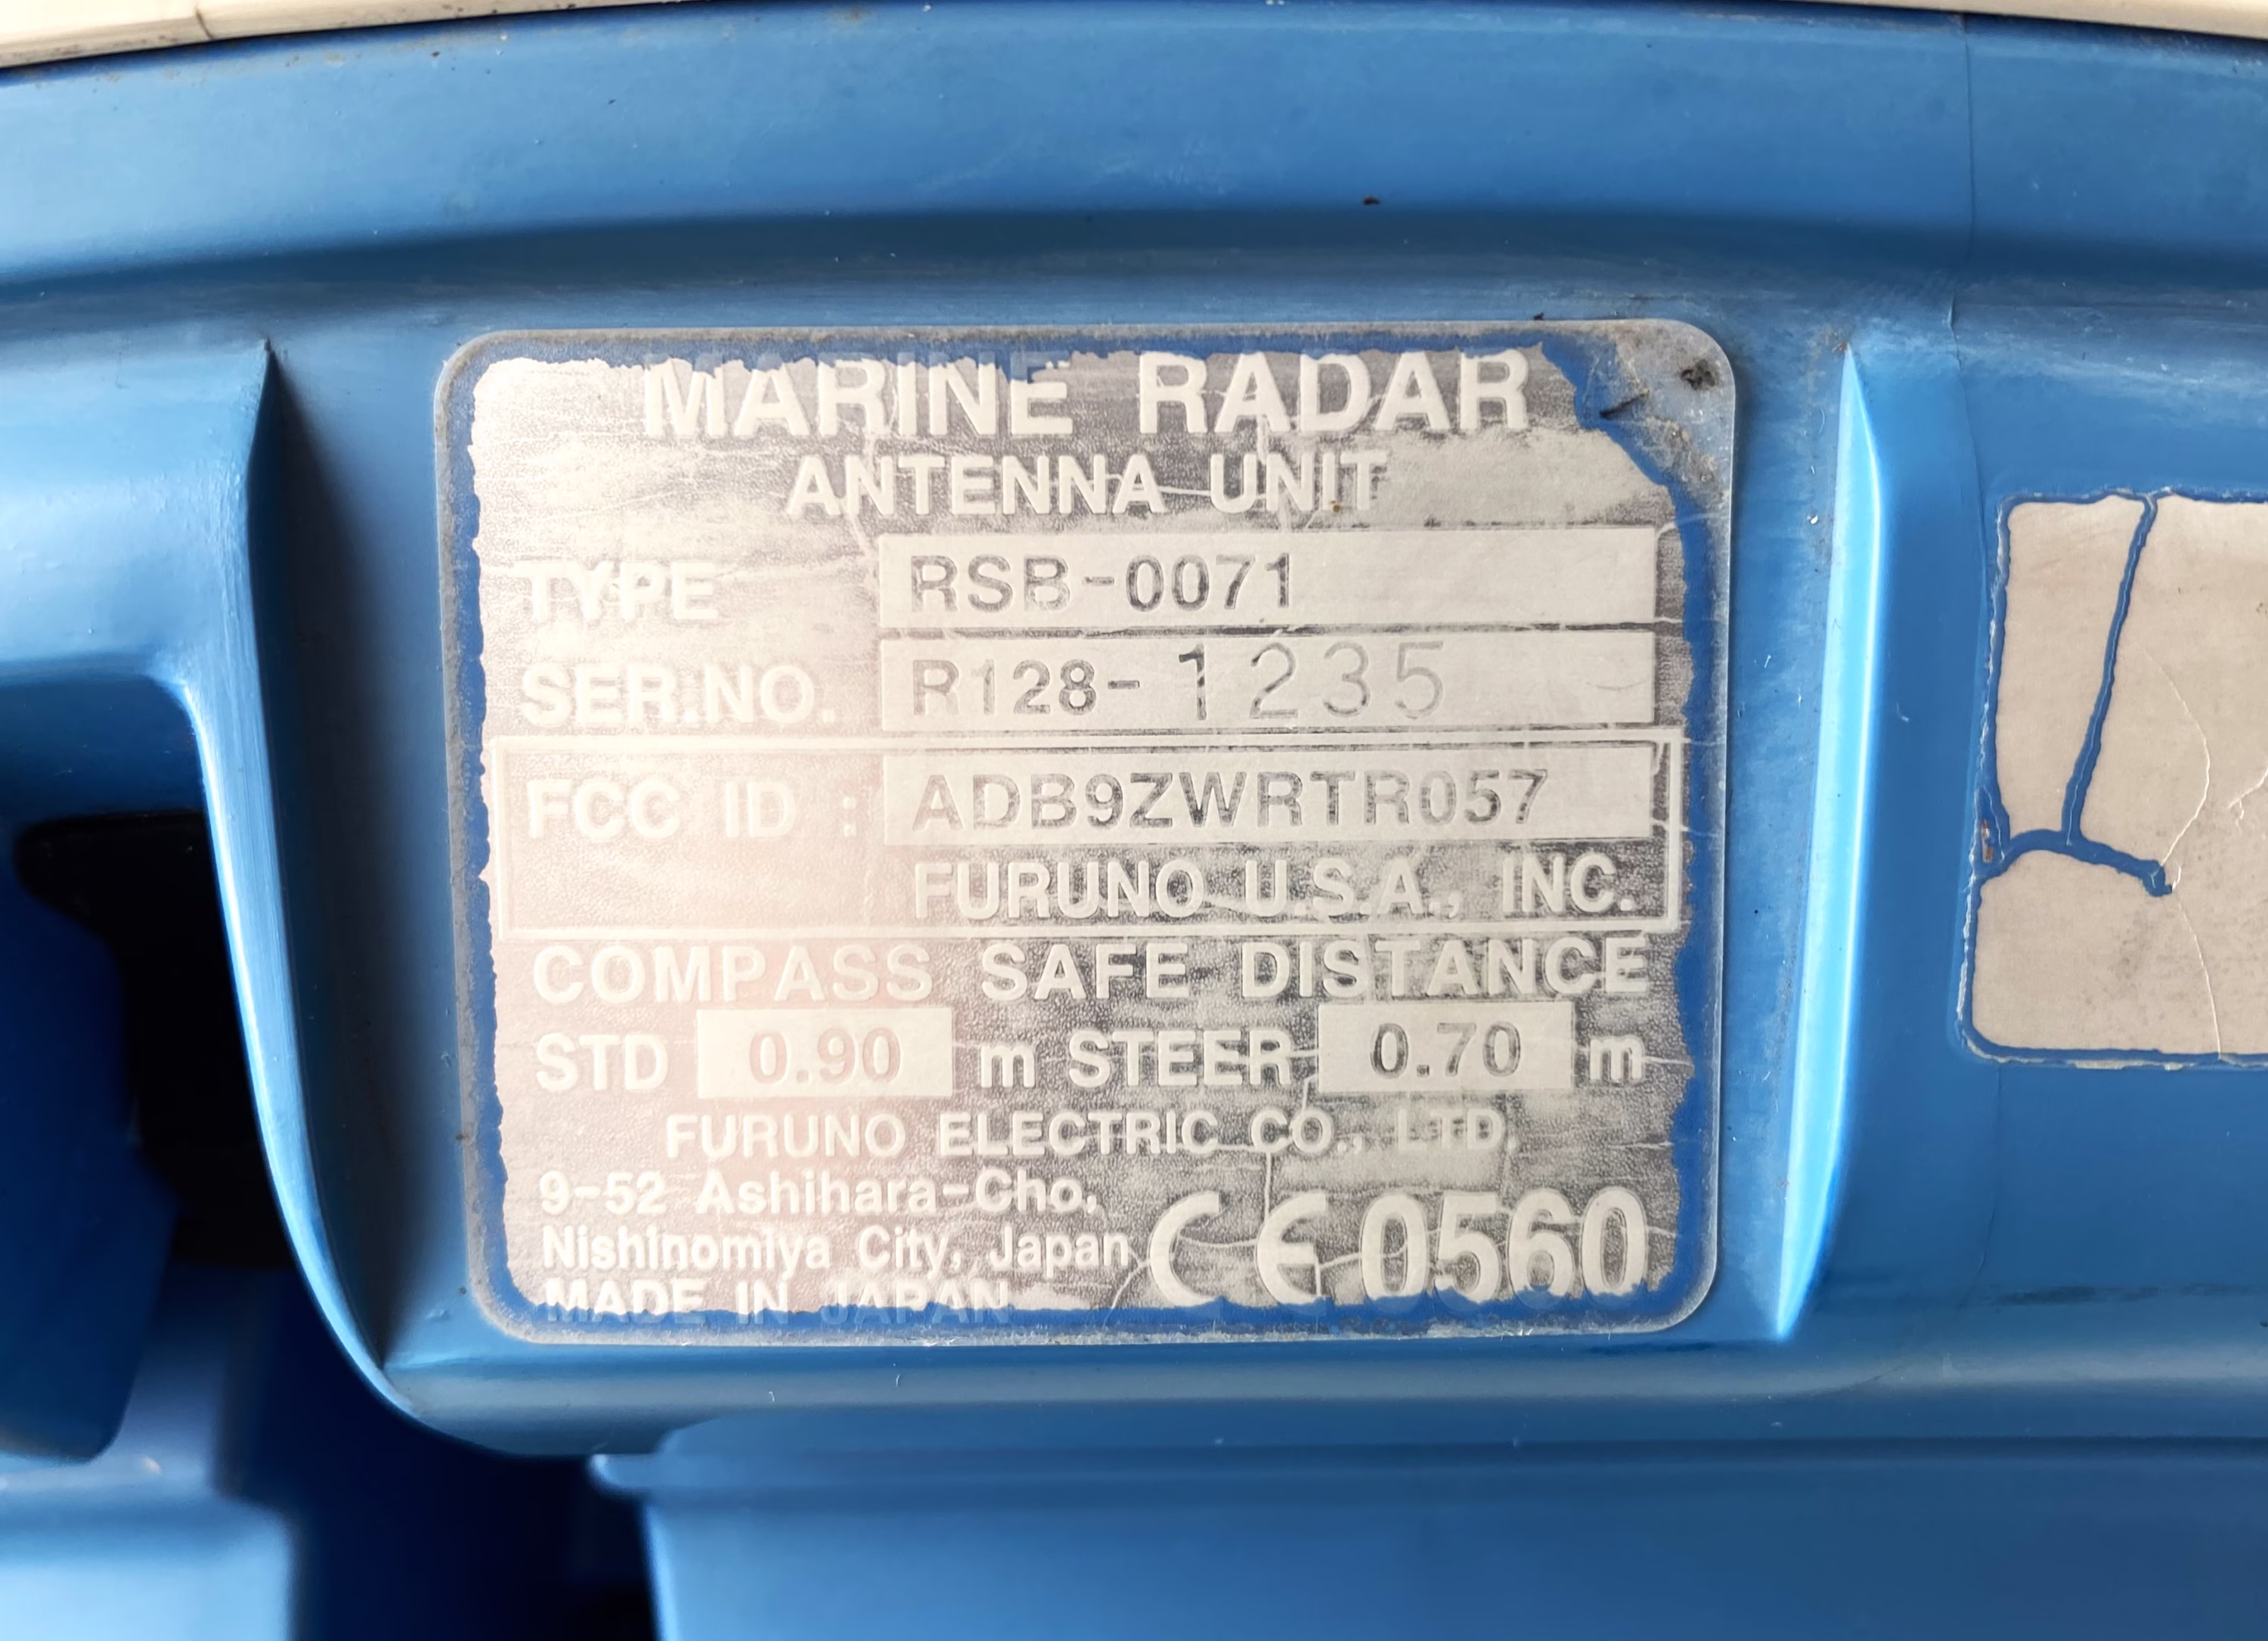 MARINE RADAR
ANTENNA UNIT
TYPE RSB-0071
SER.NO. R128-1235
FCC ID : ADB9ZWRTR057
FURUNO U.S.A., INC.
COMPASS SAFE DISTANCE
STD 0.90 m STEER 0.70 m
FURUNO ELECTRIC CO., LTD.
9-52 Ashihara-Cho,
Nishinomiya City, Japan
MADE IN JAPAN
CE 0560